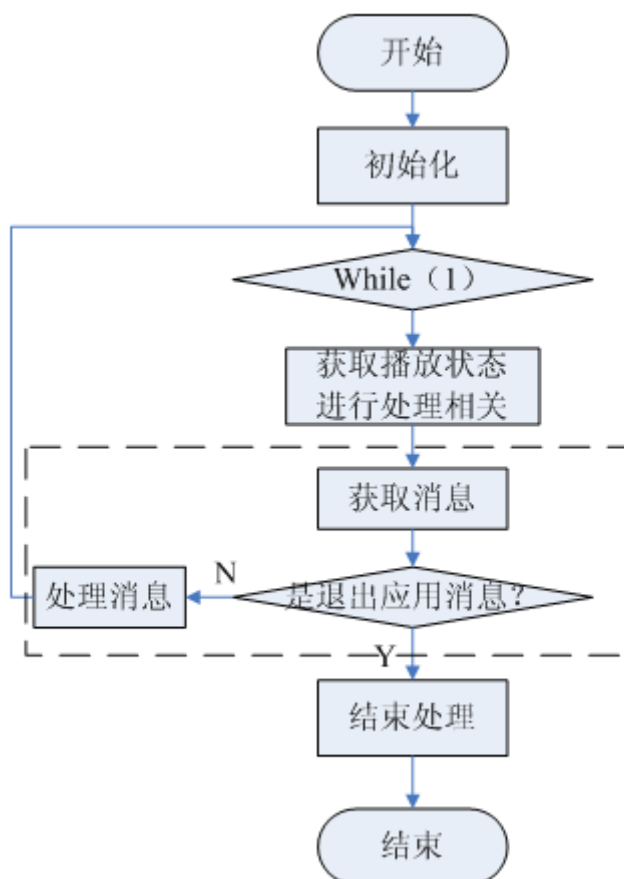 开始
初始化
While（1）
获取播放状态
进行处理相关
获取消息
是退出应用消息？
N
处理消息
Y
结束处理
结束